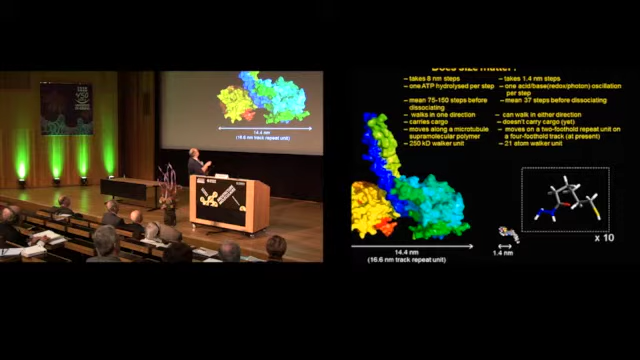 14.4 nm
(16.6 nm track repeat unit)
Does size matter?
– takes 8 nm steps
– one ATP hydrolysed per step
– mean 75-150 steps before
dissociating
– walks in one direction
– carries cargo
– moves along a microtubule
supramolecular polymer
– 250 kD walker unit
– takes 1.4 nm steps
– one acid/base(redox/photon) oscillation
per step
– mean 37 steps before dissociating
– can walk in either direction
– doesn't carry cargo (yet)
– moves on a two-foothold repeat unit on
a four-foothold track (at present)
– 21 atom walker unit
x 10
14.4 nm
(16.6 nm track repeat unit)
1.4 nm